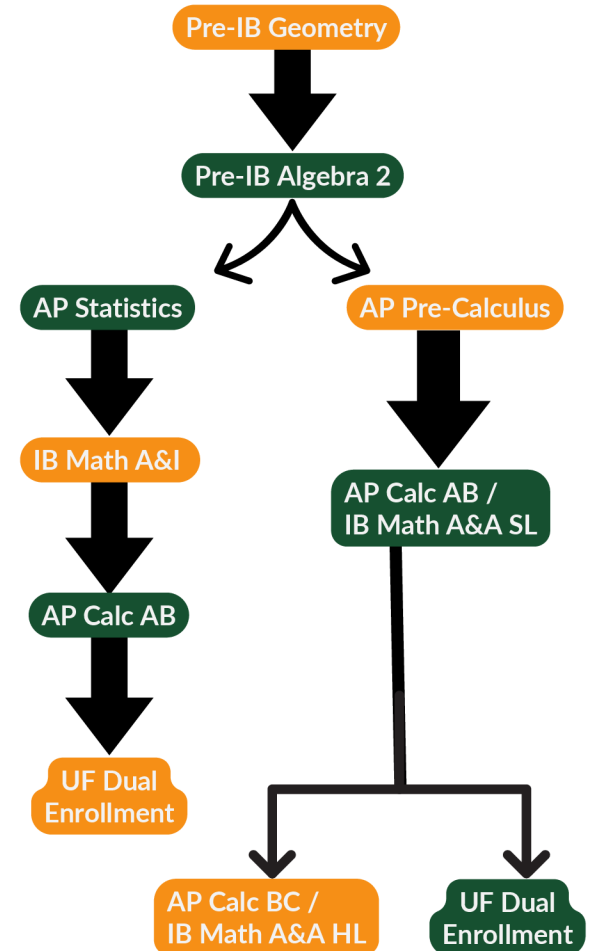 Pre-IB Geometry
Pre-IB Algebra 2
AP Statistics
AP Pre-Calculus
IB Math A&I
AP Calc AB /
IB Math A&A SL
AP Calc AB
UF Dual
Enrollment
AP Calc BC /
IB Math A&A HL
UF Dual
Enrollment